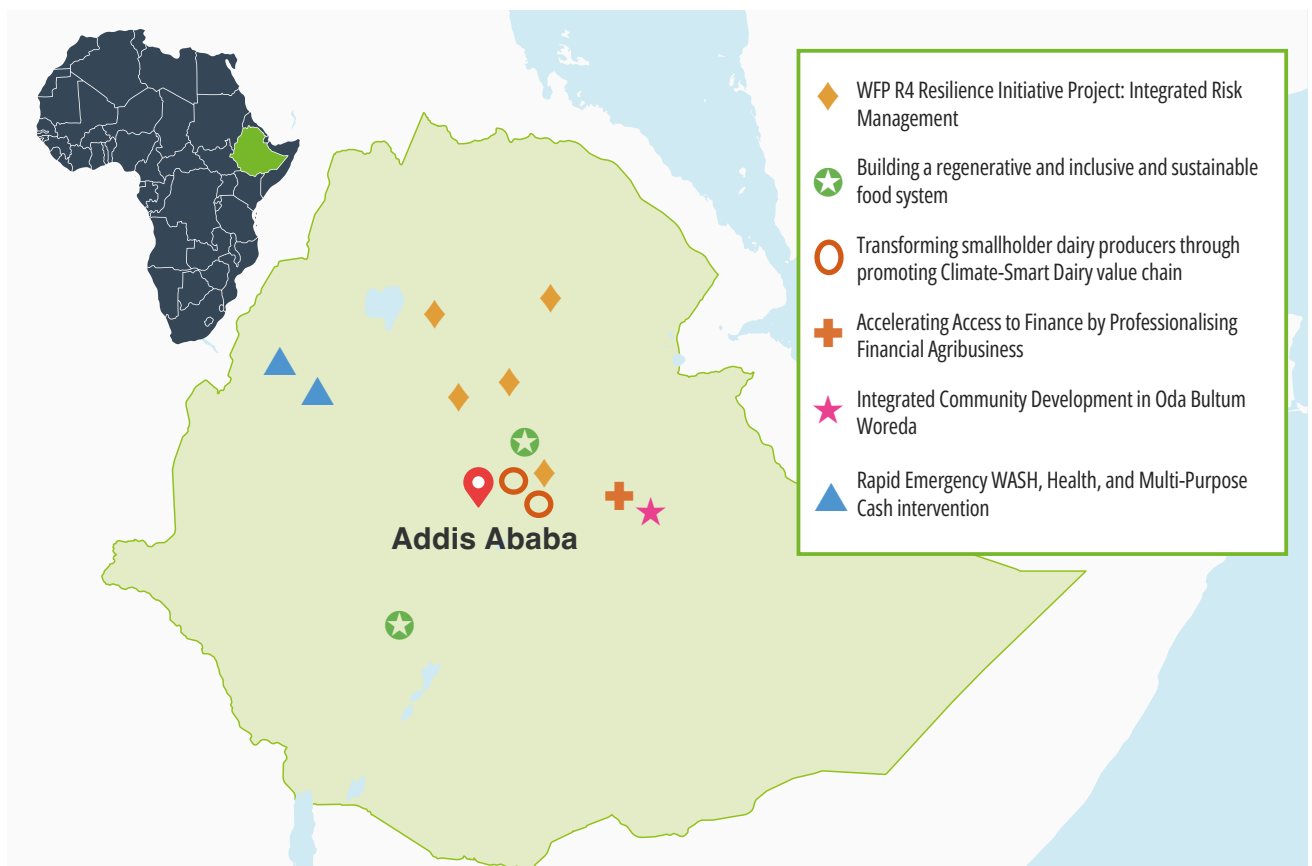 WFP R4 Resilience Initiative Project: Integrated Risk
Management
Building a regenerative and inclusive and sustainable
food system
Transforming smallholder dairy producers through
promoting Climate-Smart Dairy value chain
Accelerating Access to Finance by Professionalising
Financial Agribusiness
Integrated Community Development in Oda Bultum
Woreda
Rapid Emergency WASH, Health, and Multi-Purpose
Cash intervention
Addis Ababa